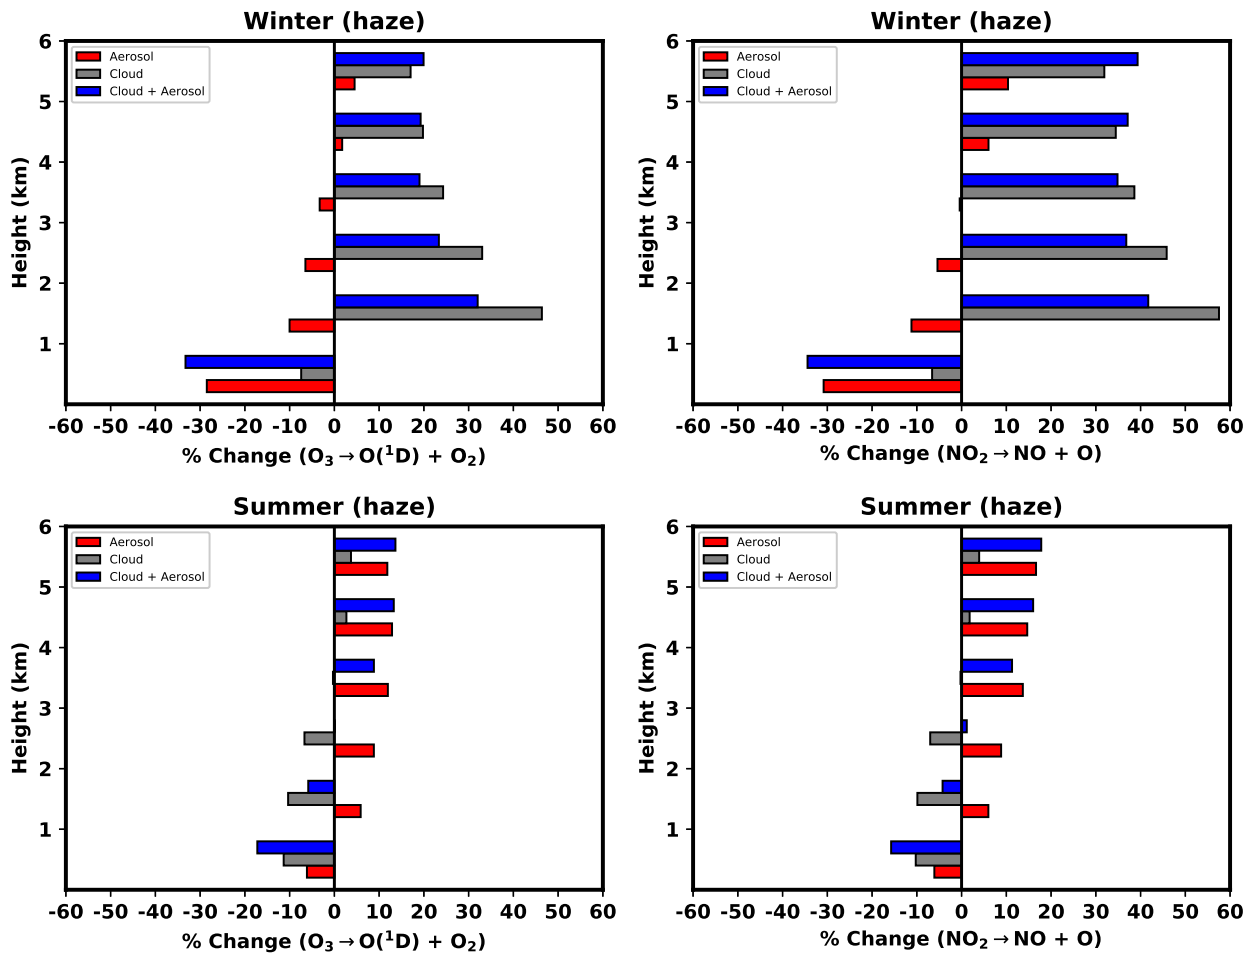 Winter (haze)
Aerosol
Cloud
Cloud + Aerosol
Height (km)
6
5
4
3
2
1
-60 -50 -40 -30 -20 -10 0 10 20 30 40 50 60
% Change (O₃→O(¹D) + O₂)
Winter (haze)
Aerosol
Cloud
Cloud + Aerosol
Height (km)
6
5
4
3
2
1
-60 -50 -40 -30 -20 -10 0 10 20 30 40 50 60
% Change (NO₂→NO + O)
Summer (haze)
Aerosol
Cloud
Cloud + Aerosol
Height (km)
6
5
4
3
2
1
-60 -50 -40 -30 -20 -10 0 10 20 30 40 50 60
% Change (O₃→O(¹D) + O₂)
Summer (haze)
Aerosol
Cloud
Cloud + Aerosol
Height (km)
6
5
4
3
2
1
-60 -50 -40 -30 -20 -10 0 10 20 30 40 50 60
% Change (NO₂→NO + O)